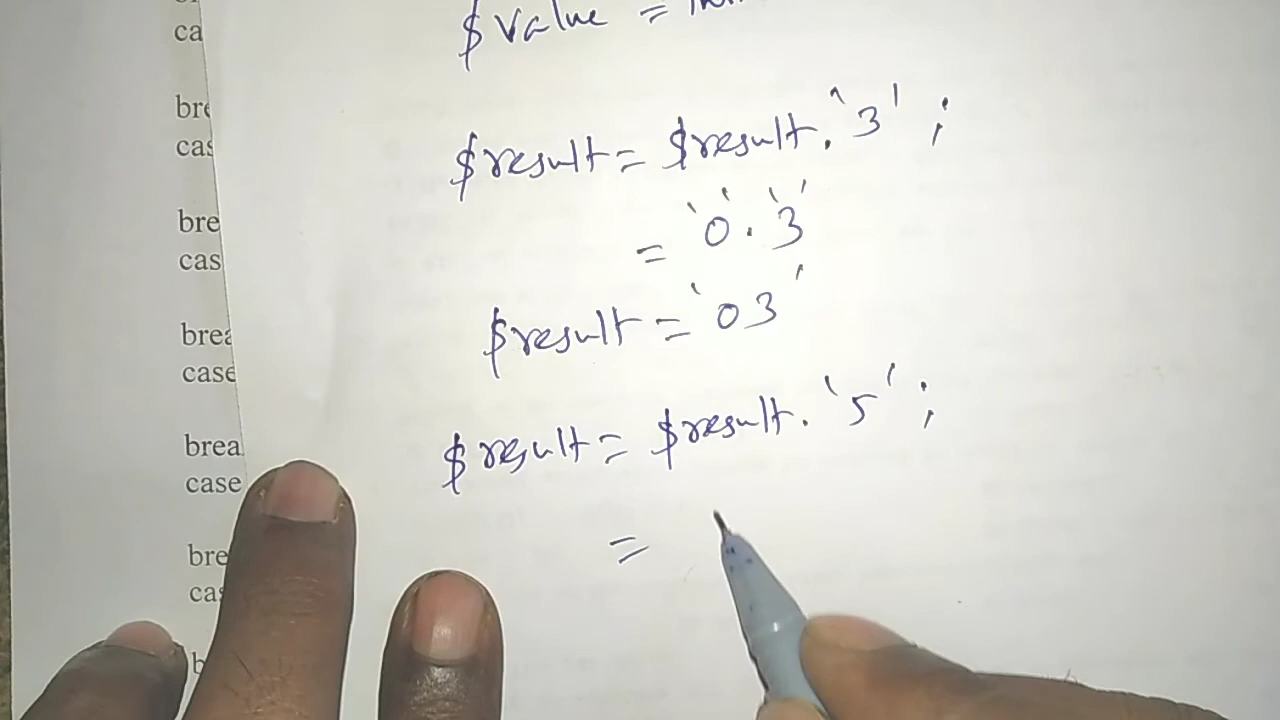 $value =
ca
$result = $result . '3' ;
bre
cas
= '0' . '3'
bre
cas
$result = '03'
brea
case
$result = $result . '5' ;
brea
case
=
bre
cas
b